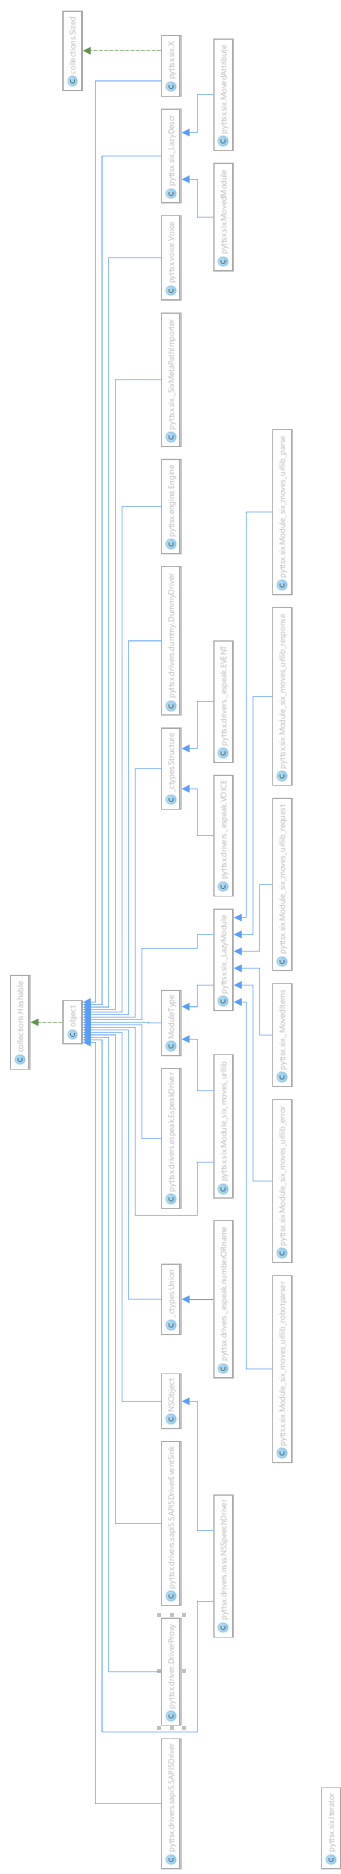 collections.Sized
pyttsx.six.X
pyttsx.six.MovedAttribute
pyttsx.six._LazyDescr
pyttsx.six.MovedModule
pyttsx.voice.Voice
pyttsx.six._SixMetaPathImporter
pyttsx.six.Module_six_moves_urllib_parse
pyttsx.engine.Engine
pyttsx.drivers.dummy.DummyDriver
pyttsx.six.Module_six_moves_urllib_response
pyttsx.drivers._espeak.EVENT
_ctypes.Structure
pyttsx.drivers._espeak.VOICE
pyttsx.six.Module_six_moves_urllib_request
pyttsx.six._LazyModule
collections.Hashable
object
ModuleType
pyttsx.six._MovedItems
pyttsx.drivers.espeak.EspeakDriver
pyttsx.six.Module_six_moves_urllib
pyttsx.six.Module_six_moves_urllib_error
_ctypes.Union
pyttsx.drivers._espeak.numberORname
pyttsx.six.Module_six_moves_urllib_robotparser
NSObject
pyttsx.drivers.sapi5.SAPI5DriverEventSink
pyttsx.drivers.nsss.NSSpeechDriver
pyttsx.driver.DriverProxy
pyttsx.drivers.sapi5.SAPI5Driver
pyttsx.six.Iterator